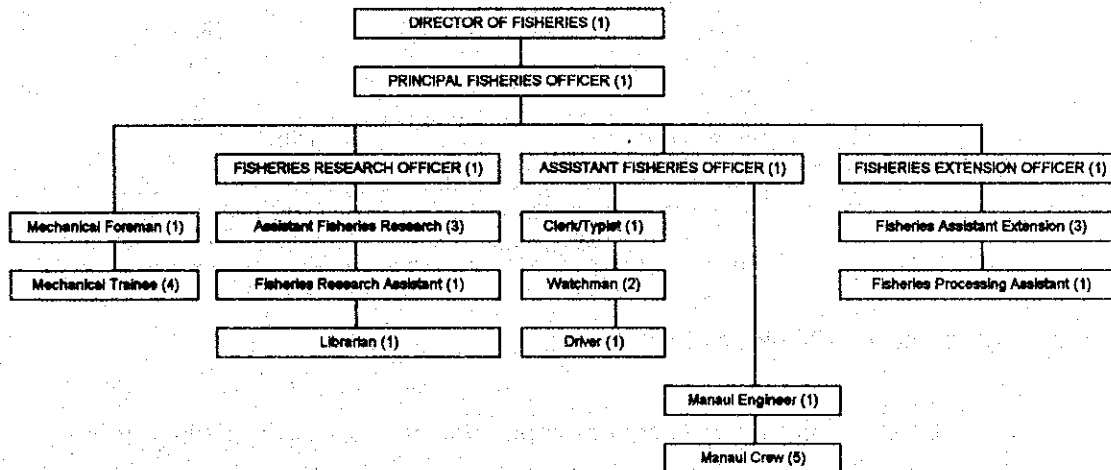 DIRECTOR OF FISHERIES (1)
PRINCIPAL FISHERIES OFFICER (1)
FISHERIES RESEARCH OFFICER (1)
ASSISTANT FISHERIES OFFICER (1)
FISHERIES EXTENSION OFFICER (1)
Mechanical Foreman (1)
Assistant Fisheries Research (3)
Clerk/Typist (1)
Fisheries Assistant Extension (3)
Mechanical Trainee (4)
Fisheries Research Assistant (1)
Watchman (2)
Fisheries Processing Assistant (1)
Librarian (1)
Driver (1)
Manaul Engineer (1)
Manaul Crew (5)